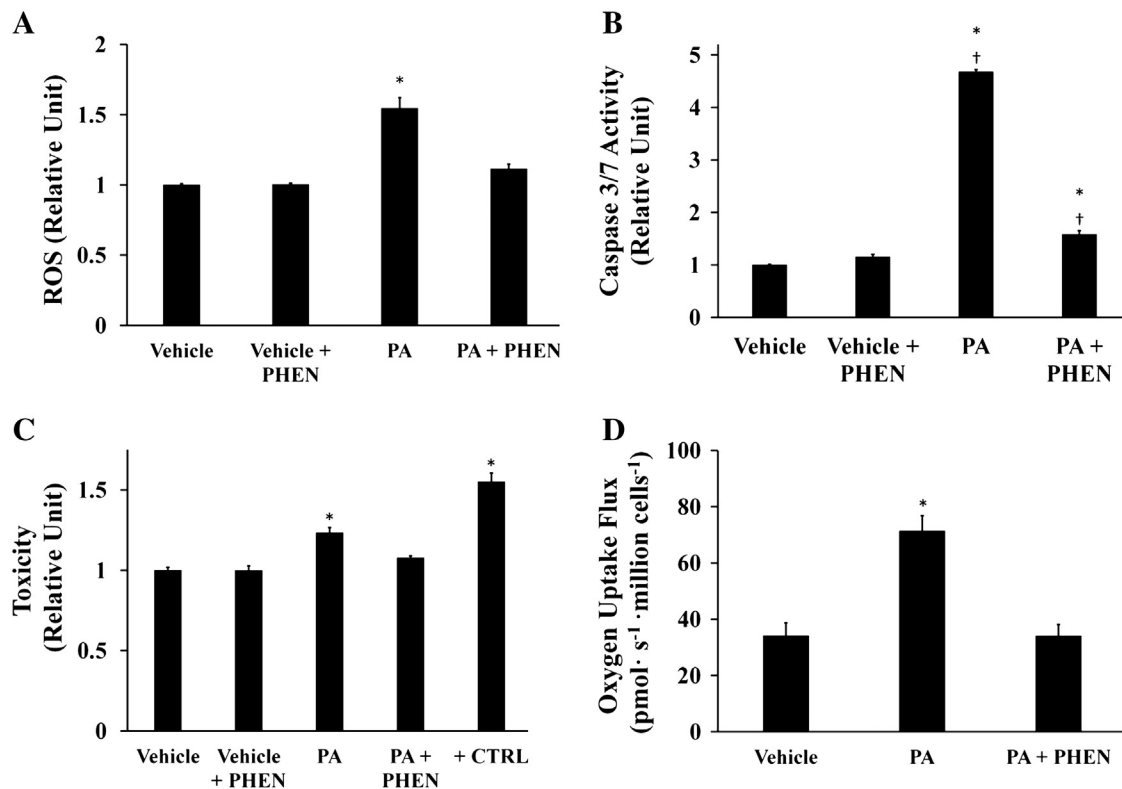 A
ROS (Relative Unit)
2
1.5
1
0.5
0
*
Vehicle
Vehicle +
PHEN
PA
PA + PHEN
B
Caspase 3/7 Activity
(Relative Unit)
5
4
3
2
1
0
*
†
*
†
Vehicle
Vehicle +
PHEN
PA
PA +
PHEN
C
Toxicity
(Relative Unit)
1.5
1
0.5
0
*
*
Vehicle
Vehicle
+ PHEN
PA
PA +
PHEN
+ CTRL
D
Oxygen Uptake Flux
(pmol· s⁻¹ ·million cells⁻¹)
100
80
60
40
20
0
*
Vehicle
PA
PA + PHEN